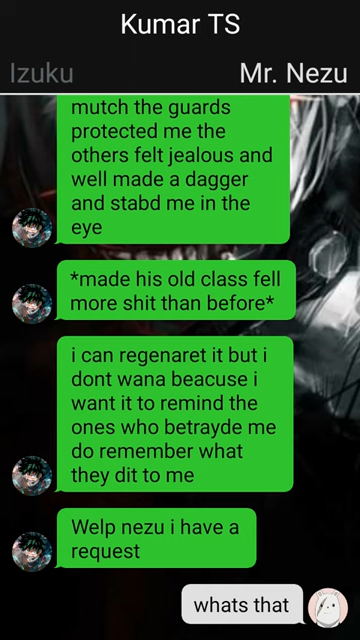 Kumar TS
Izuku Mr. Nezu
mutch the guards
protected me the
others felt jealous and
well made a dagger
and stabd me in the
eye
*made his old class fell
more shit than before*
i can regenaret it but i
dont wana beacuse i
want it to remind the
ones who betrayde me
do remember what
they dit to me
Welp nezu i have a
request
whats that